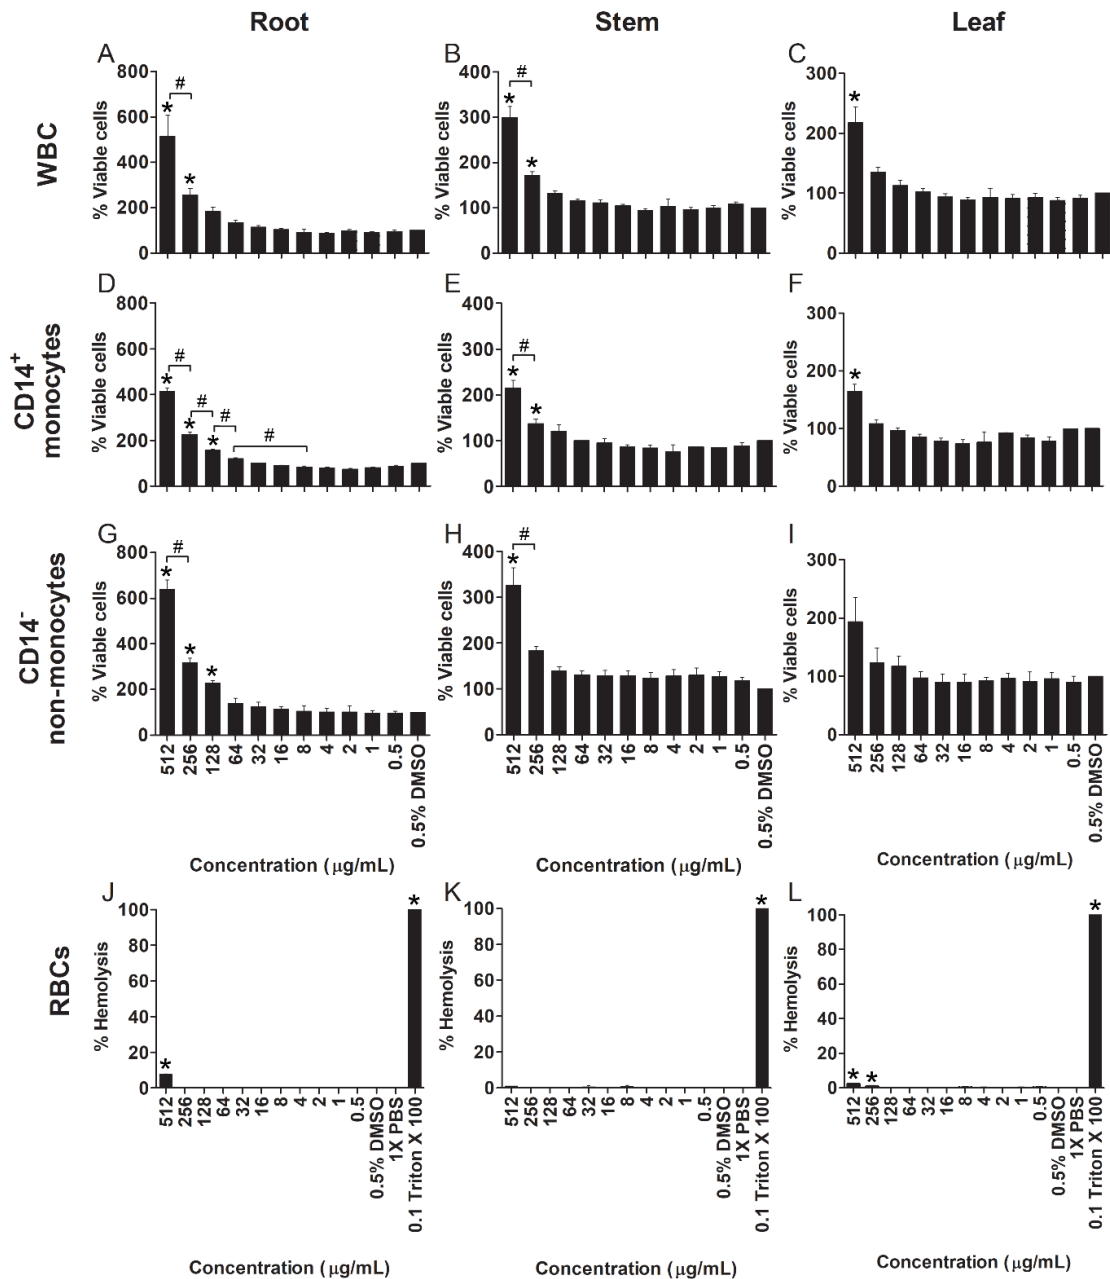 Root Stem Leaf
WBC
A
% Viable cells
800
600
400
200
0
*
#
*
B
% Viable cells
400
300
200
100
0
*
#
*
C
% Viable cells
300
200
100
0
*
CD14+
monocytes
D
% Viable cells
800
600
400
200
0
*
#
*
#
*
#
#
E
% Viable cells
400
300
200
100
0
*
#
*
F
% Viable cells
300
200
100
0
*
CD14-
non-monocytes
G
% Viable cells
800
600
400
200
0
*
#
*
*
512 256 128 64 32 16 8 4 2 1 0.5 0.5% DMSO
Concentration (μg/mL)
H
% Viable cells
400
300
200
100
0
*
#
512 256 128 64 32 16 8 4 2 1 0.5 0.5% DMSO
Concentration (μg/mL)
I
% Viable cells
300
200
100
0
512 256 128 64 32 16 8 4 2 1 0.5 0.5% DMSO
Concentration (μg/mL)
RBCs
J
% Hemolysis
100
80
60
40
20
0
*
*
512 256 128 64 32 16 8 4 2 1 0.5 0.5% DMSO 1X PBS 0.1 Triton X 100
Concentration (μg/mL)
K
% Hemolysis
100
80
60
40
20
0
*
512 256 128 64 32 16 8 4 2 1 0.5 0.5% DMSO 1X PBS 0.1 Triton X 100
Concentration (μg/mL)
L
% Hemolysis
100
80
60
40
20
0
*
*
*
512 256 128 64 32 16 8 4 2 1 0.5 0.5% DMSO 1X PBS 0.1 Triton X 100
Concentration (μg/mL)